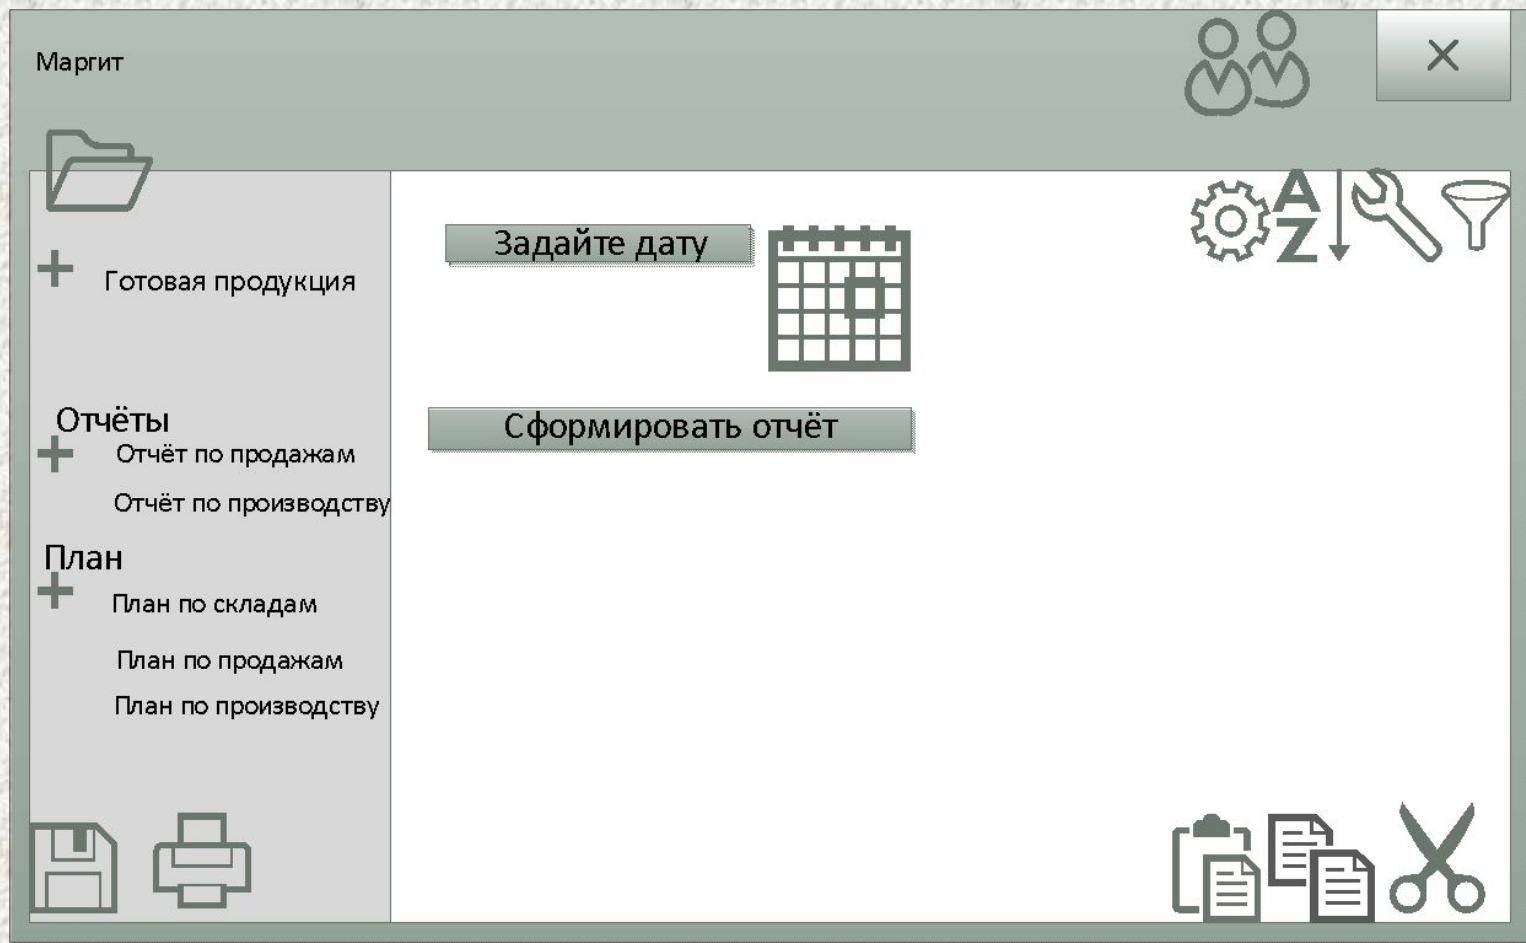 Маргит
Готовая продукция
Отчёты
Отчёт по продажам
Отчёт по производству
План
План по складам
План по продажам
План по производству
Задайте дату
Сформировать отчёт
A
Z